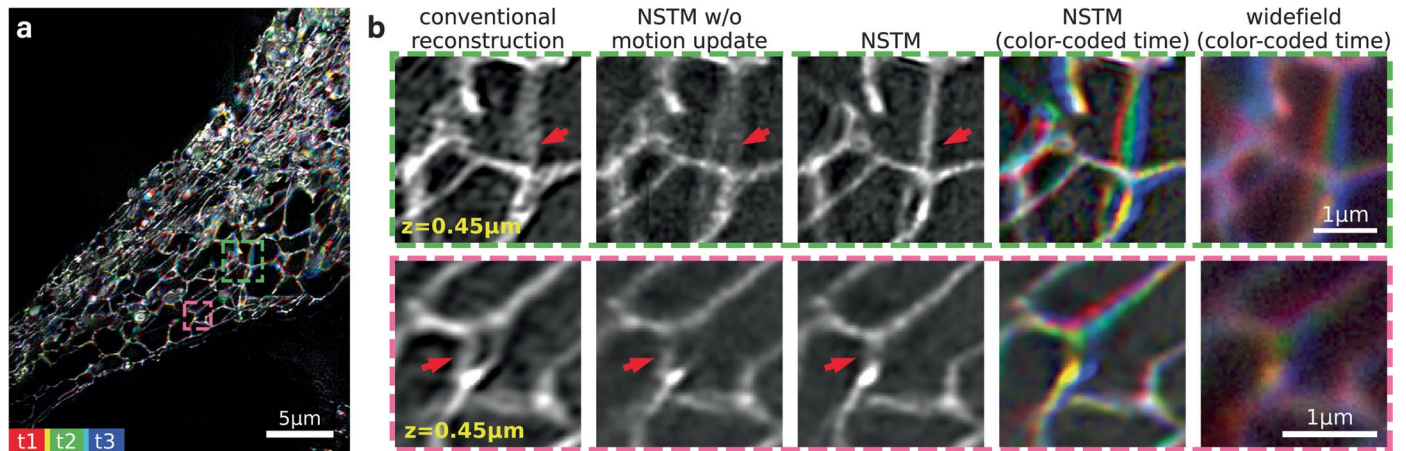 a
t1 t2 t3
5μm
b
conventional
reconstruction
NSTM w/o
motion update
NSTM
NSTM
(color-coded time)
widefield
(color-coded time)
z=0.45μm
1μm
z=0.45μm
1μm